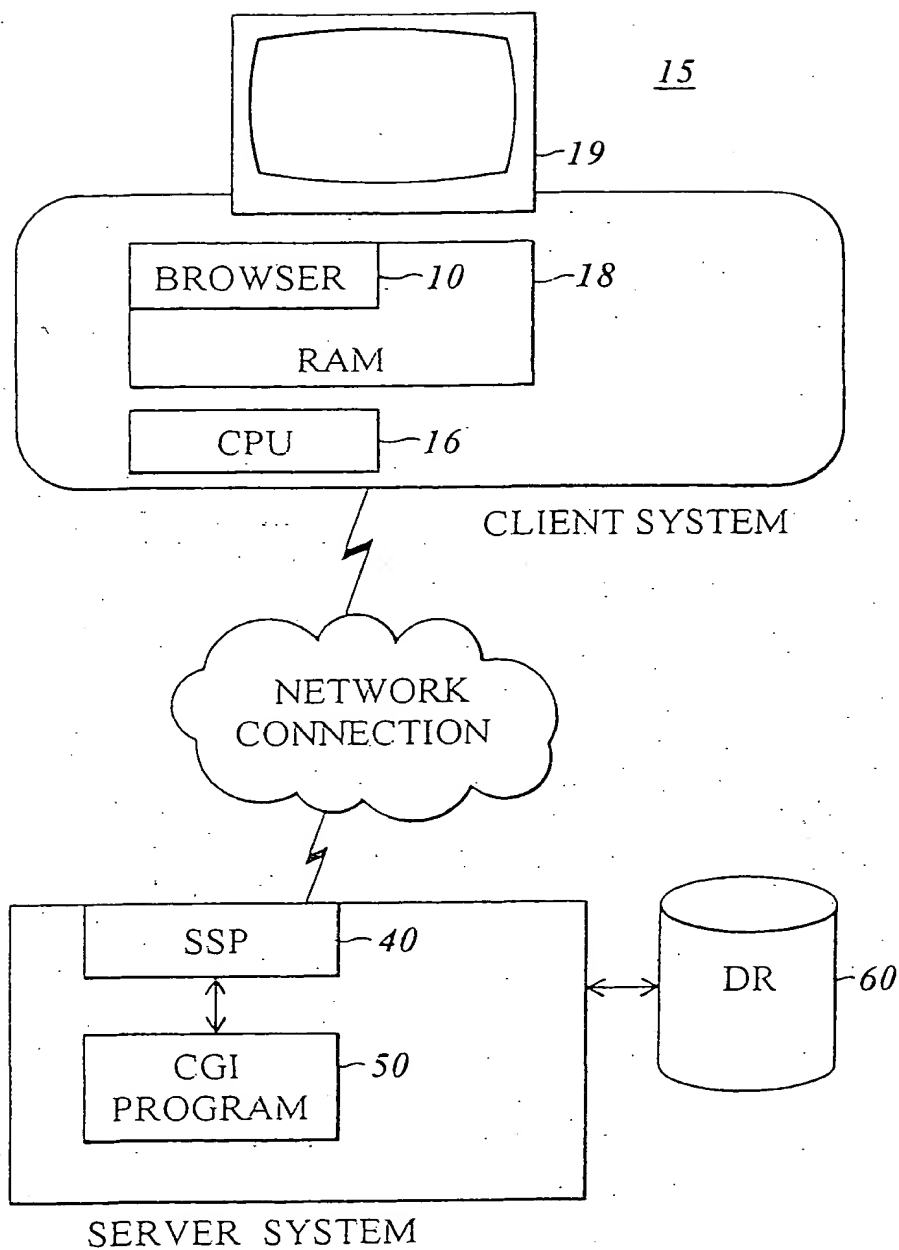 15
19
BROWSER
10
18
RAM
CPU
16
CLIENT SYSTEM
NETWORK
CONNECTION
SSP
40
DR
60
CGI
PROGRAM
50
SERVER SYSTEM